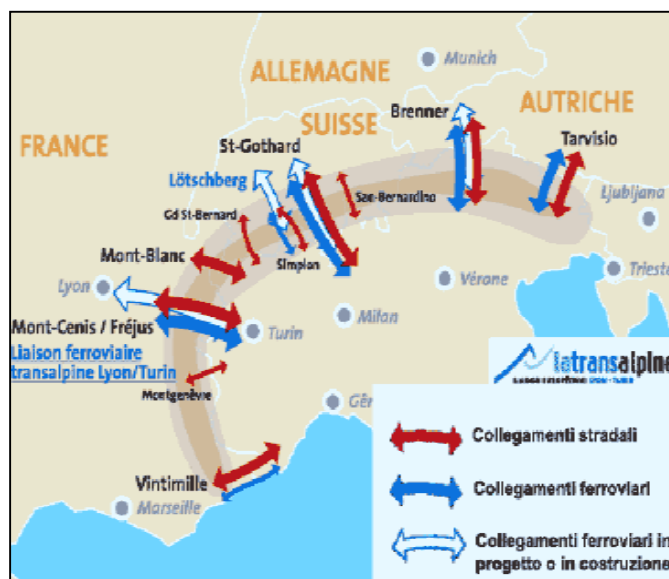 Munich
ALLEMAGNE
Brenner
AUTRICHE
SUISSE
FRANCE
St-Gothard
Tarvisio
Lötschberg
San-Bernardino
Ljubljana
Gd St-Bernard
Mont-Blanc
Simplon
Trieste
Lyon
Vérone
Milan
Mont-Cenis / Fréjus
Turin
Liaison ferroviaire
transalpine Lyon/Turin
latransalpine
Montgenèvre
Gên
Collegamenti stradali
Vintimille
Collegamenti ferroviari
Marseille
Collegamenti ferroviari in
progetto o in costruzione